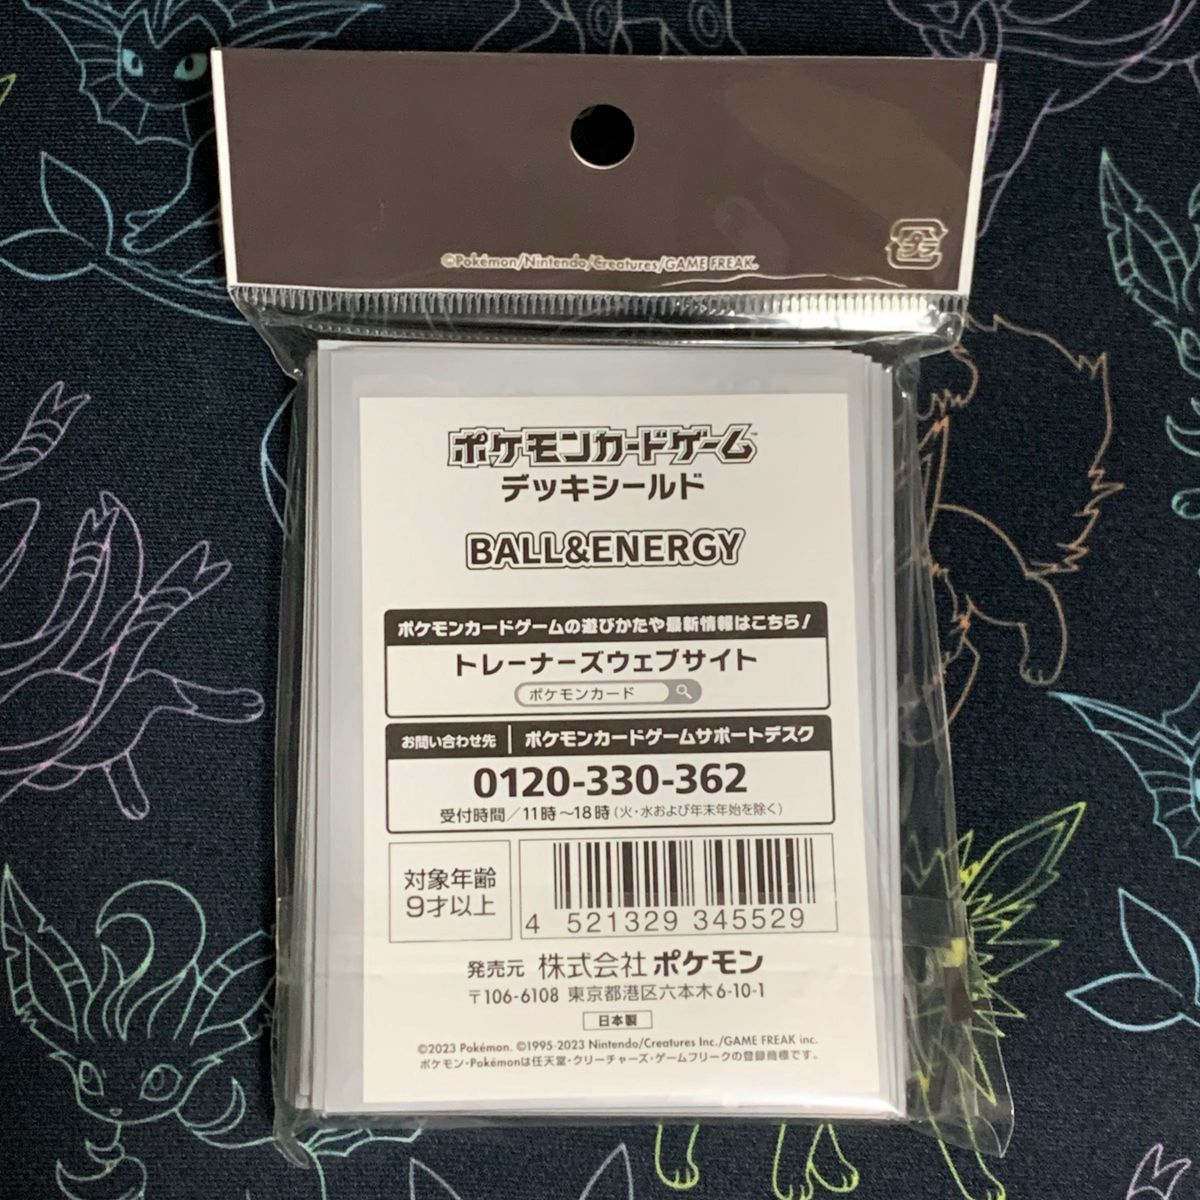 ©Pokémon/Nintendo/Creatures/GAME FREAK.
ポケモンカードゲーム™
デッキシールド
BALL&ENERGY
ポケモンカードゲームの遊びかたや最新情報はこちら!
トレーナーズウェブサイト
ポケモンカード
お問い合わせ先 | ポケモンカードゲームサポートデスク
0120-330-362
受付時間/11時~18時(火・水および年末年始を除く)
対象年齢
9才以上
4 521329 345529
発売元 株式会社ポケモン
〒106-6108 東京都港区六本木6-10-1
日本製
©2023 Pokémon. ©1995-2023 Nintendo/Creatures Inc./GAME FREAK inc.
ポケモン・Pokémonは任天堂・クリーチャーズ・ゲームフリークの登録商標です。